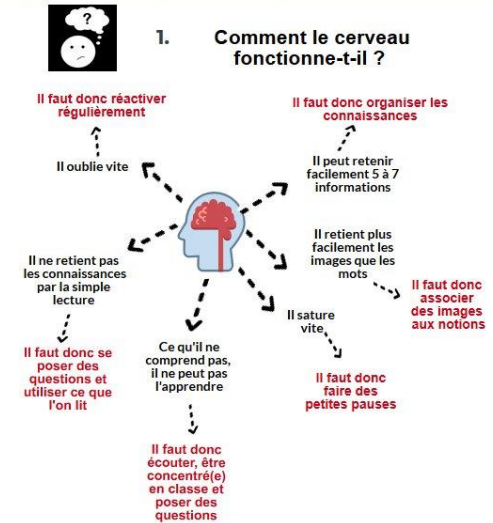 ?
1. Comment le cerveau
fonctionne-t-il ?
Il faut donc réactiver
régulièrement
Il oublie vite
Il faut donc organiser les
connaissances
Il peut retenir
facilement 5 à 7
informations
Il retient plus
facilement les
images que les
mots
Il faut donc
associer
des images
aux notions
Il ne retient pas
les connaissances
par la simple
lecture
Il faut donc se
poser des
questions et
utiliser ce que
l'on lit
Ce qu'il ne
comprend pas,
il ne peut pas
l'apprendre
Il faut donc
écouter, être
concentré(e)
en classe et
poser des
questions
Il sature
vite
Il faut donc
faire des
petites pauses